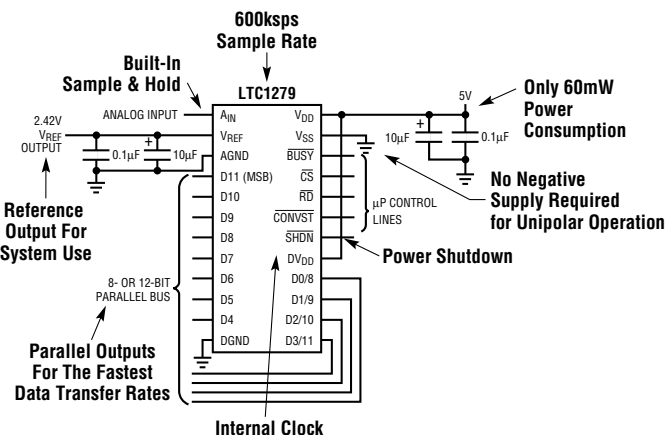 600ksps
Sample Rate
Built-In
Sample & Hold
LTC1279
2.42V
VREF
OUTPUT
ANALOG INPUT
0.1µF
+
10µF
AIN
VREF
AGND
D11 (MSB)
D10
D9
D8
D7
D6
D5
D4
DGND
VDD
VSS
BUSY
CS
RD
CONVST
SHDN
DVDD
D0/8
D1/9
D2/10
D3/11
5V
10µF
+
0.1µF
Only 60mW
Power
Consumption
µP CONTROL
LINES
No Negative
Supply Required
for Unipolar Operation
Power Shutdown
Reference
Output For
System Use
8- OR 12-BIT
PARALLEL BUS
Parallel Outputs
For The Fastest
Data Transfer Rates
Internal Clock